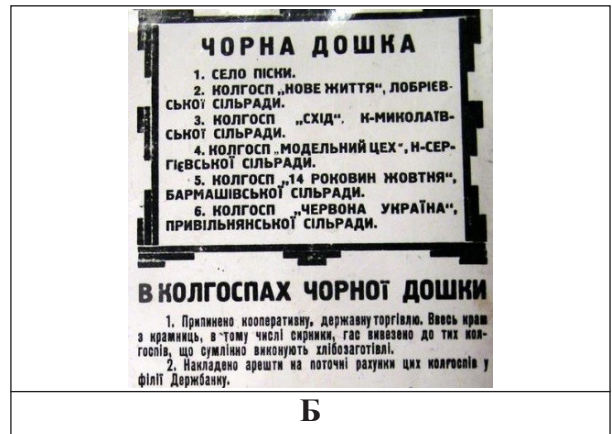 ЧОРНА ДОШКА
1. СЕЛО ПІСКИ.
2. КОЛГОСП „НОВЕ ЖИТТЯ“, ЛОБРІЄВ-
СЬКОЇ СІЛЬРАДИ.
3. КОЛГОСП „СХІД“. К-МИКОЛАЇВ-
СЬКОЇ СІЛЬРАДИ.
4. КОЛГОСП „МОДЕЛЬНИЙ ЦЕХ“, Н-СЕР-
ГІЄВСЬКОЇ СІЛЬРАДИ.
5. КОЛГОСП „14 РОКОВИН ЖОВТНЯ“,
БАРМАШІВСЬКОЇ СІЛЬРАДИ.
6. КОЛГОСП „ЧЕРВОНА УКРАЇНА“,
ПРИВІЛЬНЯНСЬКОЇ СІЛЬРАДИ.
В КОЛГОСПАХ ЧОРНОЇ ДОШКИ
1. Припинено кооперативну, державну торгівлю. Ввесь крам
з крамниць, в тому числі сирники, гас вивезено до тих кол-
госпів, що сумлінно виконують хлібозаготівлі.
2. Накладено арешти на поточні рахунки цих колгоспів у
філії Держбанку.
Б